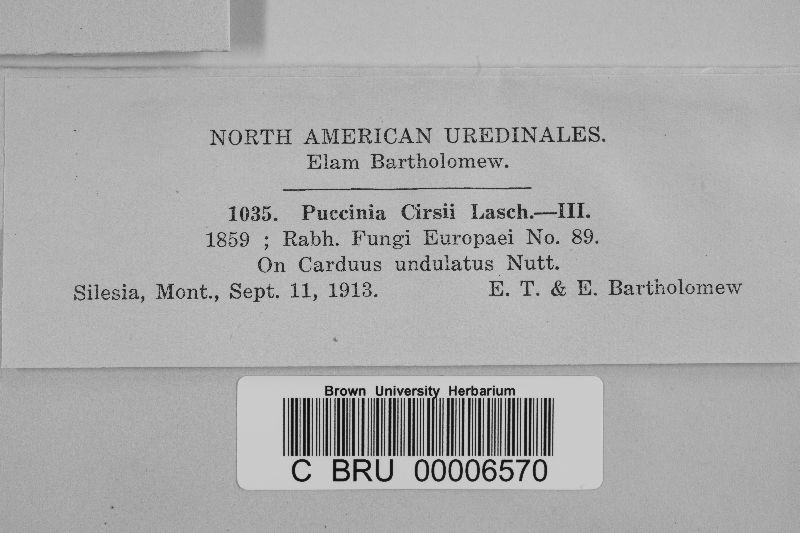 NORTH AMERICAN UREDINALES.
Elam Bartholomew.
1035. Puccinia Cirsii Lasch.—III.
1859 ; Rabh. Fungi Europaei No. 89.
On Carduus undulatus Nutt.
Silesia, Mont., Sept. 11, 1913. E. T. & E. Bartholomew
Brown University Herbarium
C BRU 00006570